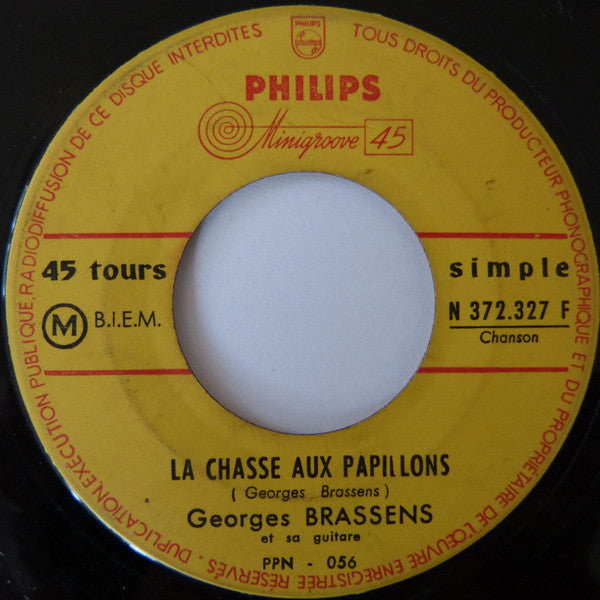 PHILIPS
PHILIPS
Minigroove 45
45 tours
simple
M B.I.E.M.
N 372.327 F
Chanson
LA CHASSE AUX PAPILLONS
( Georges Brassens )
Georges BRASSENS
et sa guitare
PPN - 056
TOUS DROITS DU PRODUCTEUR PHONOGRAPHIQUE ET DU PROPRIÉTAIRE DE L'ŒUVRE ENREGISTRÉE RÉSERVÉS . DUPLICATION, EXÉCUTION PUBLIQUE, RADIODIFFUSION DE CE DISQUE INTERDITES